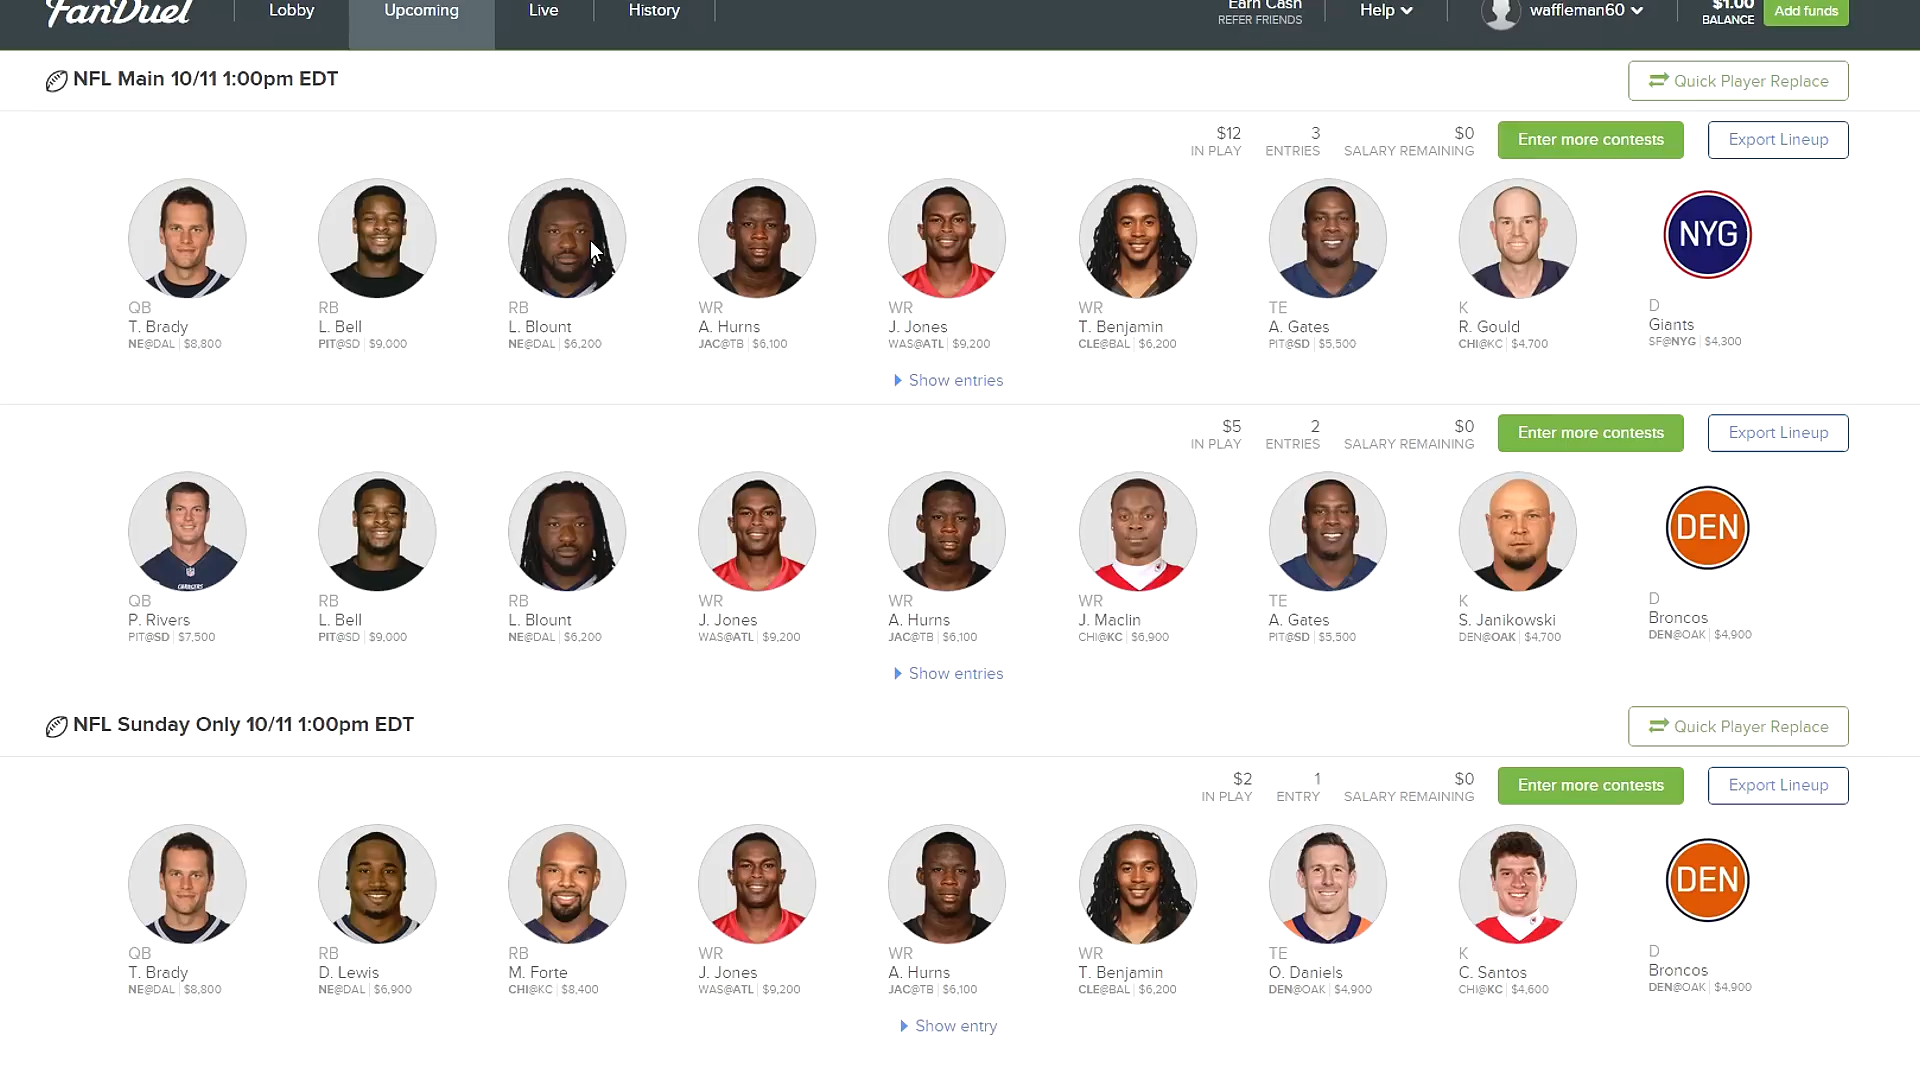 FanDuel
Lobby
Upcoming
Live
History
Earn Cash
REFER FRIENDS
Help
waffleman60
$1.00
BALANCE
Add funds
NFL Main 10/11 1:00pm EDT
Quick Player Replace
$12 3 $0
IN PLAY ENTRIES SALARY REMAINING
Enter more contests
Export Lineup
NYG
QB RB RB WR WR WR TE K D
T. Brady L. Bell L. Blount A. Hurns J. Jones T. Benjamin A. Gates R. Gould Giants
NE@DAL $8,800 PIT@SD $9,000 NE@DAL $6,200 JAC@TB $6,100 WAS@ATL $9,200 CLE@BAL $6,200 PIT@SD $5,500 CHI@KC $4,700 SF@NYG $4,300
Show entries
$5 2 $0
IN PLAY ENTRIES SALARY REMAINING
Enter more contests
Export Lineup
DEN
CHARGERS
QB RB RB WR WR WR TE K D
P. Rivers L. Bell L. Blount J. Jones A. Hurns J. Maclin A. Gates S. Janikowski Broncos
PIT@SD $7,500 PIT@SD $9,000 NE@DAL $6,200 WAS@ATL $9,200 JAC@TB $6,100 CHI@KC $6,900 PIT@SD $5,500 DEN@OAK $4,700 DEN@OAK $4,900
Show entries
NFL Sunday Only 10/11 1:00pm EDT
Quick Player Replace
$2 1 $0
IN PLAY ENTRY SALARY REMAINING
Enter more contests
Export Lineup
DEN
QB RB RB WR WR WR TE K D
T. Brady D. Lewis M. Forte J. Jones A. Hurns T. Benjamin O. Daniels C. Santos Broncos
NE@DAL $8,800 NE@DAL $6,900 CHI@KC $8,400 WAS@ATL $9,200 JAC@TB $6,100 CLE@BAL $6,200 DEN@OAK $4,900 CHI@KC $4,600 DEN@OAK $4,900
Show entry